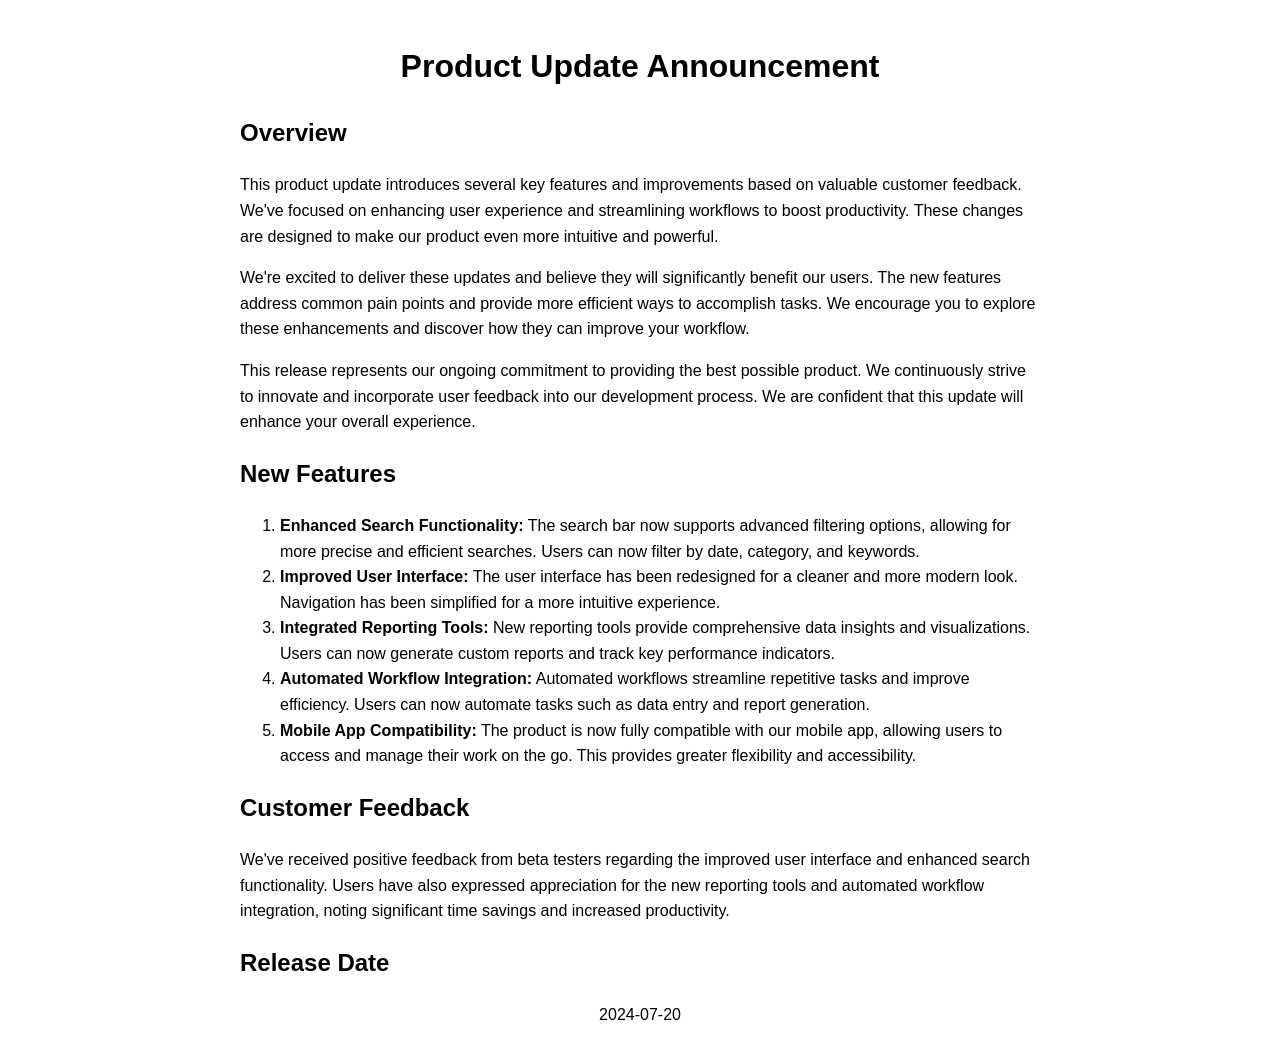 Product Update Announcement
Overview
This product update introduces several key features and improvements based on valuable customer feedback.
We've focused on enhancing user experience and streamlining workflows to boost productivity. These changes
are designed to make our product even more intuitive and powerful.
We're excited to deliver these updates and believe they will significantly benefit our users. The new features
address common pain points and provide more efficient ways to accomplish tasks. We encourage you to explore
these enhancements and discover how they can improve your workflow.
This release represents our ongoing commitment to providing the best possible product. We continuously strive
to innovate and incorporate user feedback into our development process. We are confident that this update will
enhance your overall experience.
New Features
1. Enhanced Search Functionality: The search bar now supports advanced filtering options, allowing for
more precise and efficient searches. Users can now filter by date, category, and keywords.
2. Improved User Interface: The user interface has been redesigned for a cleaner and more modern look.
Navigation has been simplified for a more intuitive experience.
3. Integrated Reporting Tools: New reporting tools provide comprehensive data insights and visualizations.
Users can now generate custom reports and track key performance indicators.
4. Automated Workflow Integration: Automated workflows streamline repetitive tasks and improve
efficiency. Users can now automate tasks such as data entry and report generation.
5. Mobile App Compatibility: The product is now fully compatible with our mobile app, allowing users to
access and manage their work on the go. This provides greater flexibility and accessibility.
Customer Feedback
We've received positive feedback from beta testers regarding the improved user interface and enhanced search
functionality. Users have also expressed appreciation for the new reporting tools and automated workflow
integration, noting significant time savings and increased productivity.
Release Date
2024-07-20